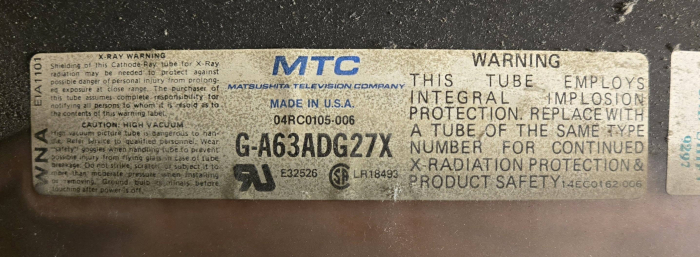 EIA1101
WNA
X-RAY WARNING
Shielding of this Cathode-Ray tube for X-Ray
radiation may be needed to protect against
possible danger of personal injury from prolong-
ed exposure at close range. The purchaser of
this tube assumes complete responsibility for
notifying all persons to whom it is resold as to
the contents of this warning label.
CAUTION: HIGH VACUUM
High vacuum picture tube is dangerous to han-
dle. Refer service to qualified personnel. Wear
safety goggles when handling tube to prevent
possible injury from flying glass in case of tube
breakage. Do not strike, scratch, or subject to
more than moderate pressure when installing
or removing. Ground bulb terminals before
touching after power is off.
MTC
MATSUSHITA TELEVISION COMPANY
MADE IN U.S.A.
04RC0105-006
G-A63ADG27X
E32526 LR18493
WARNING
THIS TUBE EMPLOYS
INTEGRAL IMPLOSION
PROTECTION. REPLACE WITH
A TUBE OF THE SAME TYPE
NUMBER FOR CONTINUED
X-RADIATION PROTECTION &
PRODUCT SAFETY 14EC0162-006